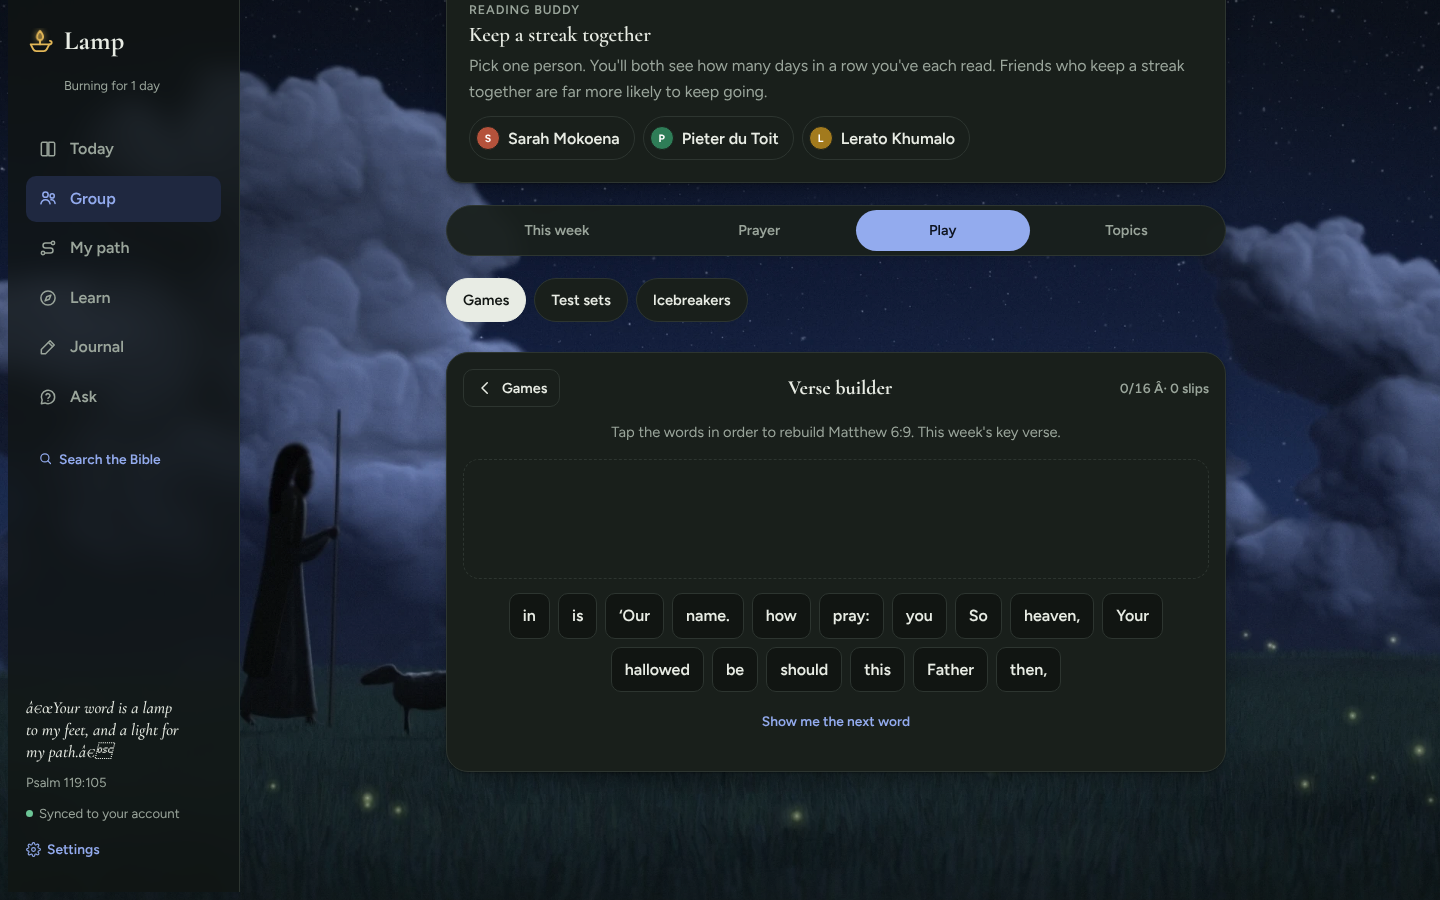 Lamp
Burning for 1 day
Today
Group
My path
Learn
Journal
Ask
Search the Bible
â€œYour word is a lamp
to my feet, and a light for
my path.â€
Psalm 119:105
Synced to your account
Settings
READING BUDDY
Keep a streak together
Pick one person. You'll both see how many days in a row you've each read. Friends who keep a streak
together are far more likely to keep going.
S Sarah Mokoena P Pieter du Toit L Lerato Khumalo
This week Prayer Play Topics
Games Test sets Icebreakers
Games Verse builder 0/16 Â· 0 slips
Tap the words in order to rebuild Matthew 6:9. This week's key verse.
in is ‘Our name. how pray: you So heaven, Your
hallowed be should this Father then,
Show me the next word